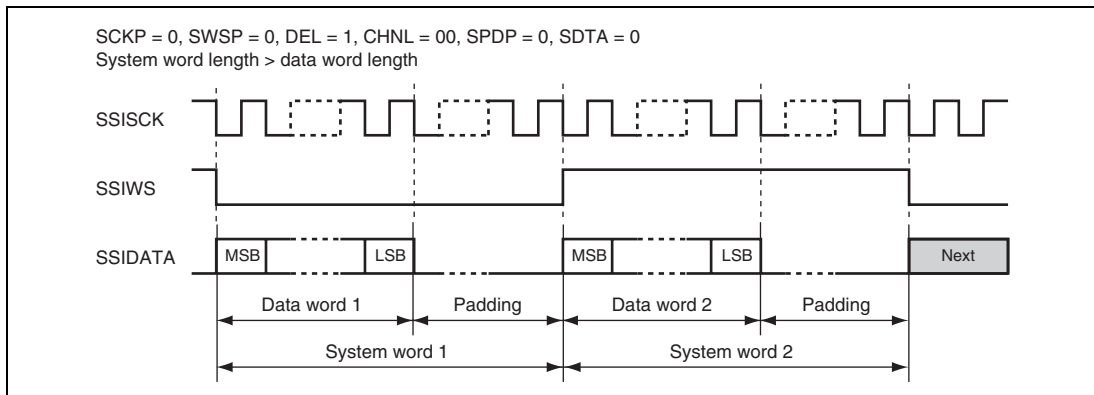 SCKP = 0, SWSP = 0, DEL = 1, CHNL = 00, SPDP = 0, SDTA = 0
System word length > data word length
SSISCK
SSIWS
SSIDATA
MSB LSB MSB LSB Next
Data word 1 Padding Data word 2 Padding
System word 1 System word 2